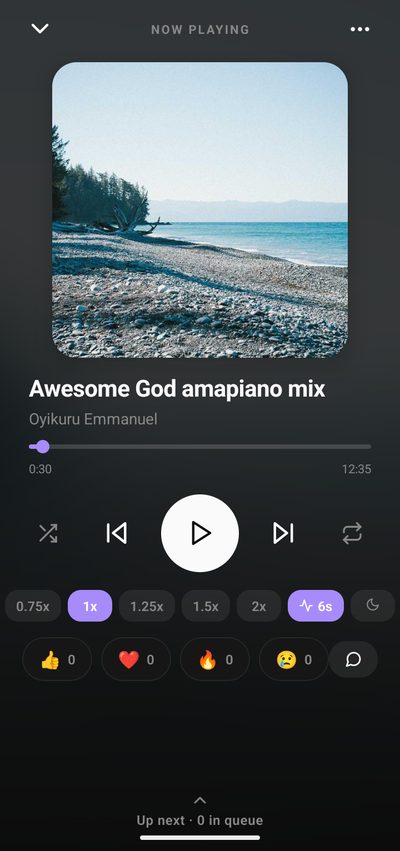 NOW PLAYING
Awesome God amapiano mix
Oyikuru Emmanuel
0:30 12:35
0.75x 1x 1.25x 1.5x 2x 6s
👍 0 ❤️ 0 🔥 0 😢 0
Up next · 0 in queue